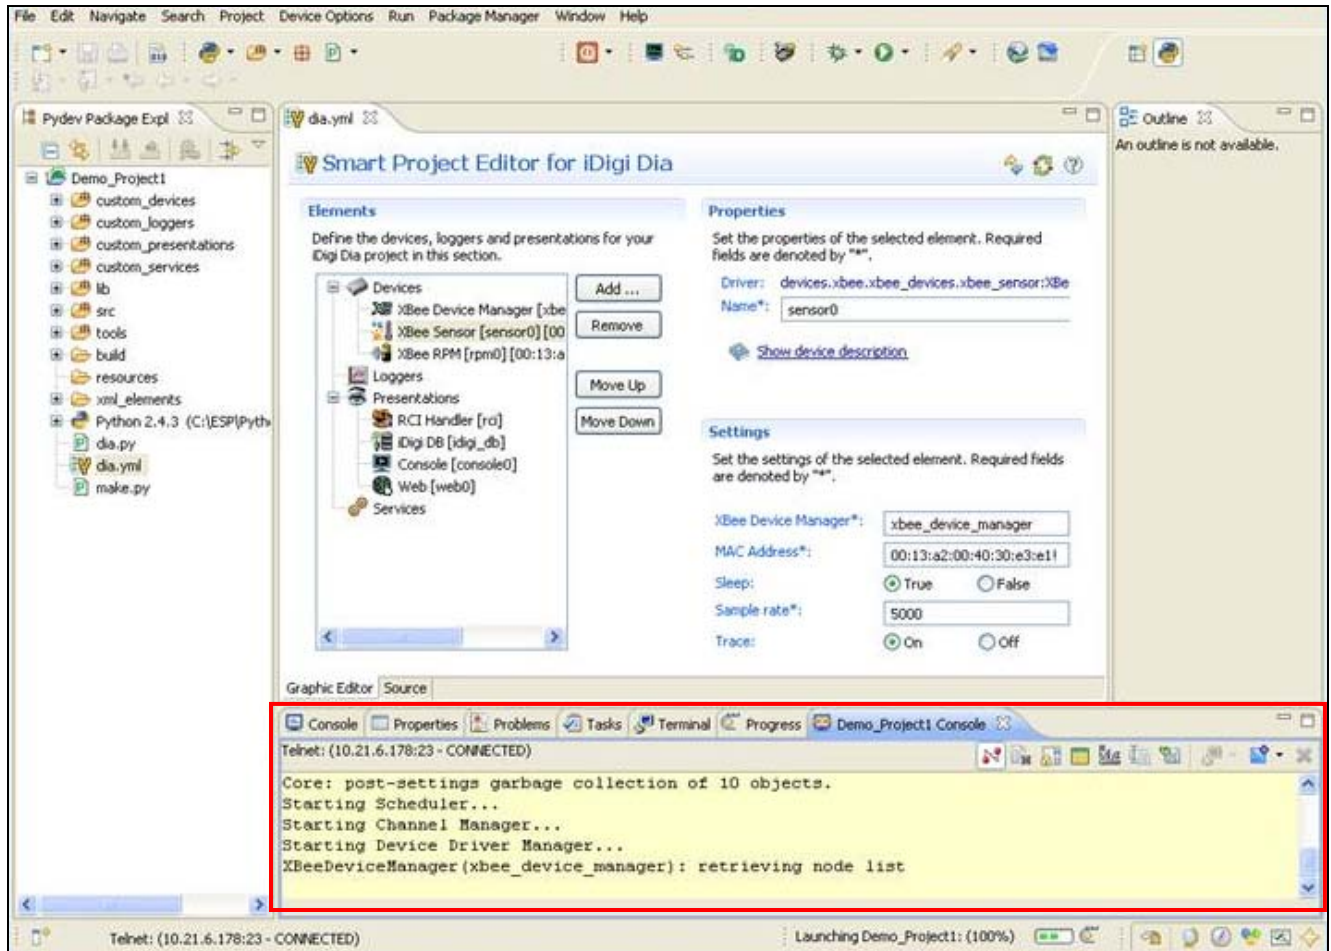 File Edit Navigate Search Project Device Options Run Package Manager Window Help
Pydev Package Expl
Demo_Project1
custom_devices
custom_loggers
custom_presentations
custom_services
lib
src
tools
build
resources
xml_elements
Python 2.4.3 (C:\ESP\Pyth
dia.py
dia.yml
make.py
dia.yml
Smart Project Editor for iDigi Dia
Elements
Define the devices, loggers and presentations for your
iDigi Dia project in this section.
Devices
XBee Device Manager [xbe
XBee Sensor [sensor0] [00
XBee RPM [rpm0] [00:13:a
Loggers
Presentations
RCI Handler [rci]
iDigi DB [idigi_db]
Console [console0]
Web [web0]
Services
Add ...
Remove
Move Up
Move Down
Properties
Set the properties of the selected element. Required
fields are denoted by "*".
Driver: devices.xbee.xbee_devices.xbee_sensor:XBe
Name*: sensor0
Show device description
Settings
Set the settings of the selected element. Required fields
are denoted by "*".
XBee Device Manager*: xbee_device_manager
MAC Address*: 00:13:a2:00:40:30:e3:e1!
Sleep: True False
Sample rate*: 5000
Trace: On Off
Graphic Editor Source
Outline
An outline is not available.
Console Properties Problems Tasks Terminal Progress Demo_Project1 Console
Telnet: (10.21.6.178:23 - CONNECTED)
Core: post-settings garbage collection of 10 objects.
Starting Scheduler...
Starting Channel Manager...
Starting Device Driver Manager...
XBeeDeviceManager(xbee_device_manager): retrieving node list
Telnet: (10.21.6.178:23 - CONNECTED)
Launching Demo_Project1: (100%)